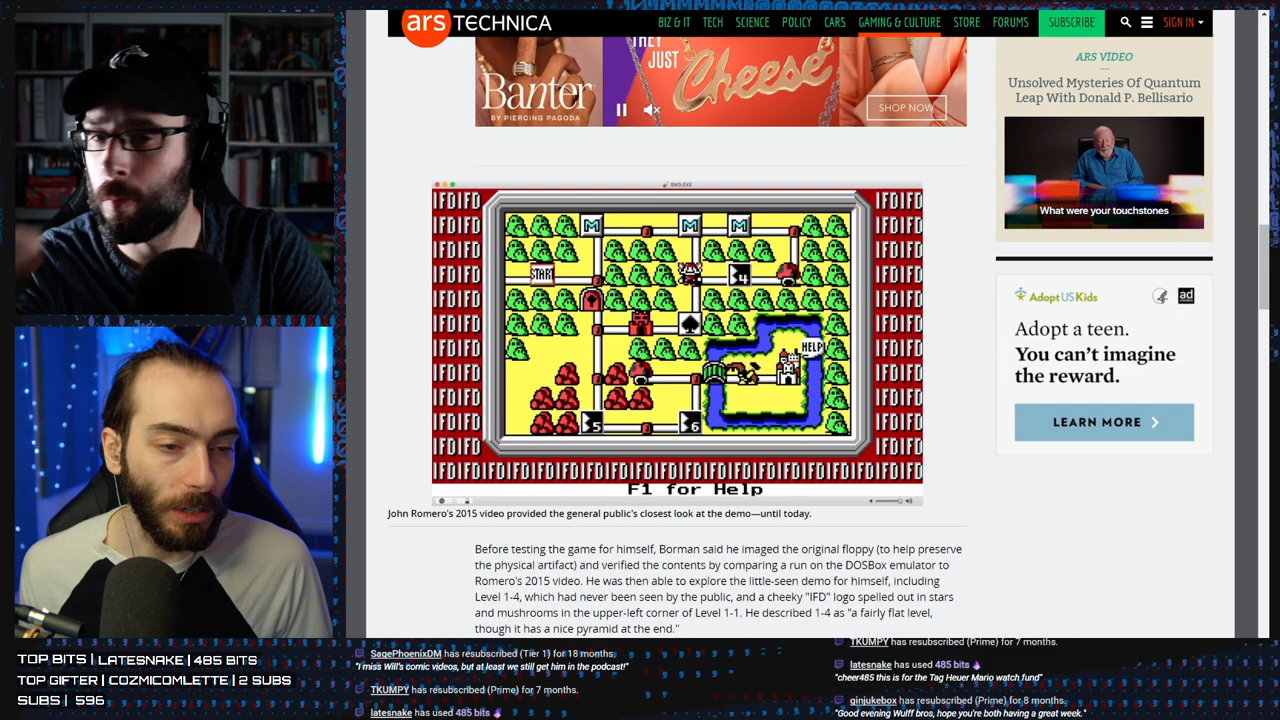 ars TECHNICA
BIZ & IT TECH SCIENCE POLICY CARS GAMING & CULTURE STORE FORUMS SUBSCRIBE SIGN IN
THEY
JUST
Cheese
Banter
BY PIERCING PAGODA
SHOP NOW
ARS VIDEO
Unsolved Mysteries Of Quantum
Leap With Donald P. Bellisario
What were your touchstones
SM3.EXE
IFDIFD
IFDIFD
M M M
START
4
HELP!
5 6
IFDIFDIFDIFDIFDIFDIFDIFDIFDIFD
F1 for Help
John Romero's 2015 video provided the general public's closest look at the demo—until today.
AdoptUSKids
ad
Adopt a teen.
You can't imagine
the reward.
LEARN MORE
Before testing the game for himself, Borman said he imaged the original floppy (to help preserve
the physical artifact) and verified the contents by comparing a run on the DOSBox emulator to
Romero's 2015 video. He was then able to explore the little-seen demo for himself, including
Level 1-4, which had never been seen by the public, and a cheeky "IFD" logo spelled out in stars
and mushrooms in the upper-left corner of Level 1-1. He described 1-4 as "a fairly flat level,
though it has a nice pyramid at the end."
TOP BITS | LATESNAKE | 485 BITS
TOP GIFTER | COZMICOMLETTE | 2 SUBS
SUBS | 596
SagePhoenixDM has resubscribed (Tier 1) for 18 months.
"I miss Will's comic videos, but at least we still get him in the podcast!"
TKUMPY has resubscribed (Prime) for 7 months.
latesnake has used 485 bits
TKUMPY has resubscribed (Prime) for 7 months.
latesnake has used 485 bits
"cheer485 this is for the Tag Heuer Mario watch fund"
ginjukebox has resubscribed (Prime) for 8 months.
"Good evening Wuff bros, hope you're both having a great week."